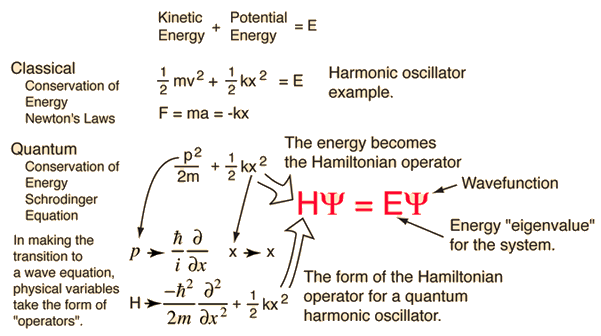 Kinetic Energy + Potential Energy = E
Classical
Conservation of
Energy
Newton's Laws
1/2 mv² + 1/2 kx² = E
F = ma = -kx
Harmonic oscillator
example.
Quantum
Conservation of
Energy
Schrodinger
Equation
p²/2m + 1/2 kx²
The energy becomes
the Hamiltonian operator
HΨ = EΨ
Wavefunction
Energy "eigenvalue"
for the system.
In making the
transition to
a wave equation,
physical variables
take the form of
"operators".
p → ħ/i ∂/∂x
x → x
H → -ħ²/2m ∂²/∂x² + 1/2 kx²
The form of the Hamiltonian
operator for a quantum
harmonic oscillator.